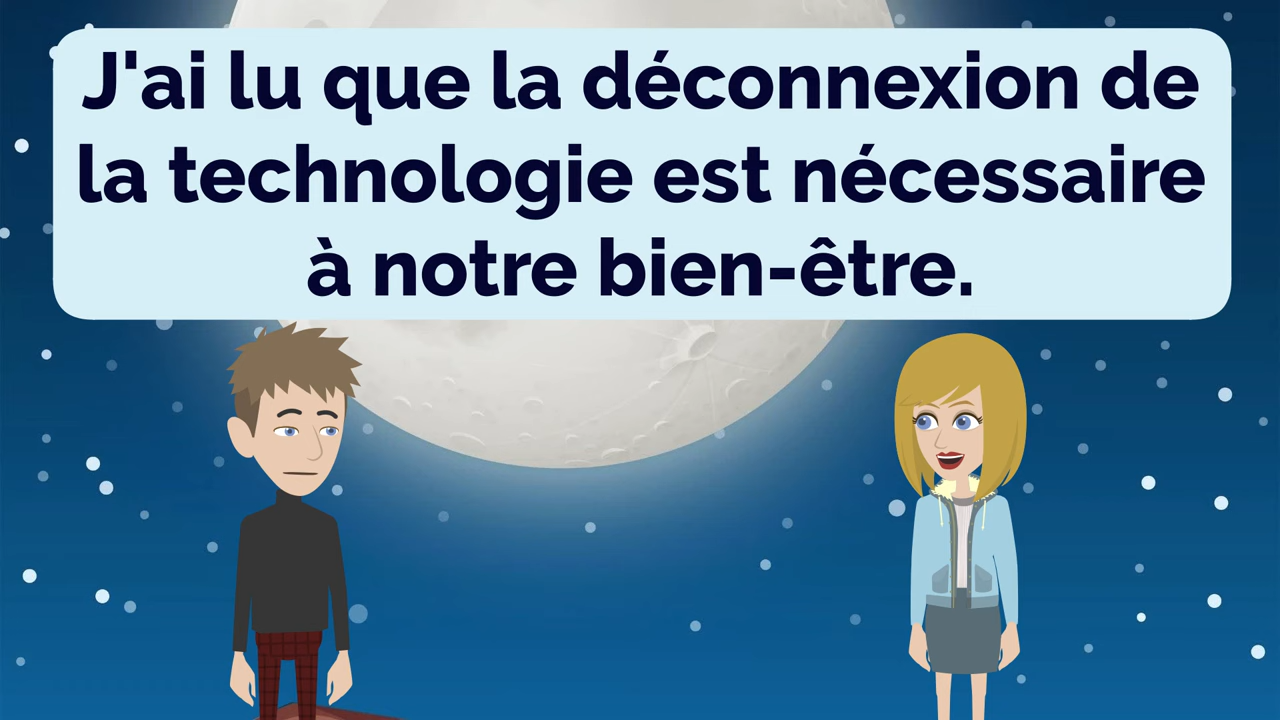 J'ai lu que la déconnexion de
la technologie est nécessaire
à notre bien-être.